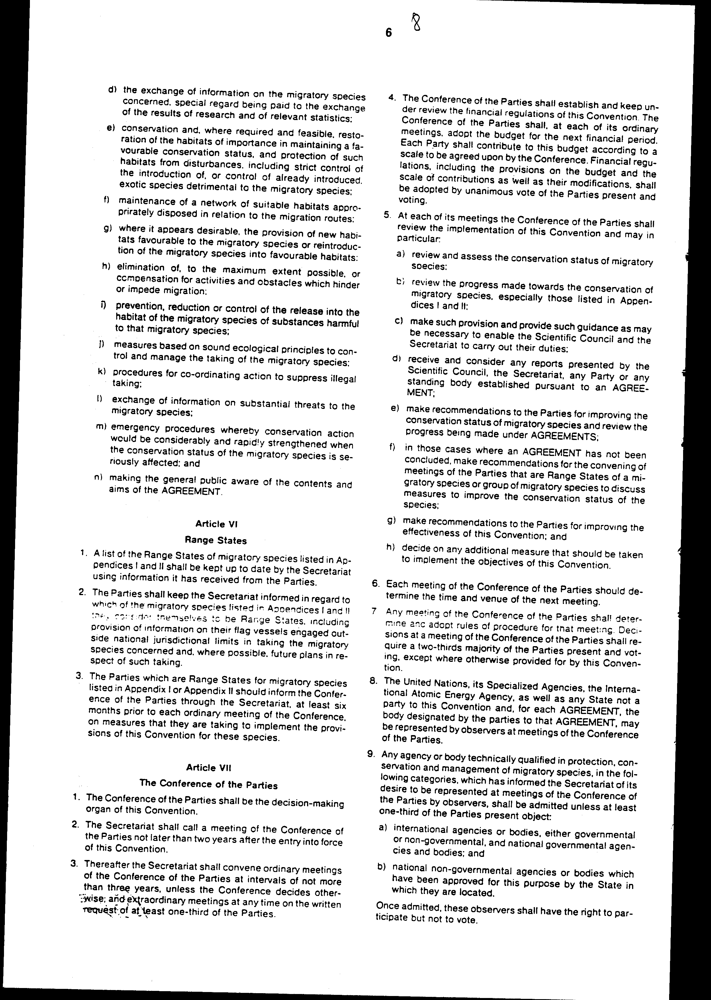 8
6
d) the exchange of information on the migratory species
concerned, special regard being paid to the exchange
of the results of research and of relevant statistics;
e) conservation and, where required and feasible, resto-
ration of the habitats of importance in maintaining a fa-
vourable conservation status, and protection of such
habitats from disturbances, including strict control of
the introduction of, or control of already introduced,
exotic species detrimental to the migratory species;
f) maintenance of a network of suitable habitats appro-
prirately disposed in relation to the migration routes;
g) where it appears desirable, the provision of new habi-
tats favourable to the migratory species or reintroduc-
tion of the migratory species into favourable habitats;
h) elimination of, to the maximum extent possible, or
compensation for activities and obstacles which hinder
or impede migration;
i) prevention, reduction or control of the release into the
habitat of the migratory species of substances harmful
to that migratory species;
j) measures based on sound ecological principles to con-
trol and manage the taking of the migratory species;
k) procedures for co-ordinating action to suppress illegal
taking;
l) exchange of information on substantial threats to the
migratory species;
m) emergency procedures whereby conservation action
would be considerably and rapidly strengthened when
the conservation status of the migratory species is se-
riously affected; and
n) making the general public aware of the contents and
aims of the AGREEMENT.
Article VI
Range States
1. A list of the Range States of migratory species listed in Ap-
pendices I and II shall be kept up to date by the Secretariat
using information it has received from the Parties.
2. The Parties shall keep the Secretariat informed in regard to
which of the migratory species listed in Appendices I and II
they consider themselves to be Range States, including
provision of information on their flag vessels engaged out-
side national jurisdictional limits in taking the migratory
species concerned and, where possible, future plans in re-
spect of such taking.
3. The Parties which are Range States for migratory species
listed in Appendix I or Appendix II should inform the Confer-
ence of the Parties through the Secretariat, at least six
months prior to each ordinary meeting of the Conference,
on measures that they are taking to implement the provi-
sions of this Convention for these species.
Article VII
The Conference of the Parties
1. The Conference of the Parties shall be the decision-making
organ of this Convention.
2. The Secretariat shall call a meeting of the Conference of
the Parties not later than two years after the entry into force
of this Convention.
3. Thereafter the Secretariat shall convene ordinary meetings
of the Conference of the Parties at intervals of not more
than three years, unless the Conference decides other-
wise; and extraordinary meetings at any time on the written
request of at least one-third of the Parties.
4. The Conference of the Parties shall establish and keep un-
der review the financial regulations of this Convention. The
Conference of the Parties shall, at each of its ordinary
meetings, adopt the budget for the next financial period.
Each Party shall contribute to this budget according to a
scale to be agreed upon by the Conference. Financial regu-
lations, including the provisions on the budget and the
scale of contributions as well as their modifications, shall
be adopted by unanimous vote of the Parties present and
voting.
5. At each of its meetings the Conference of the Parties shall
review the implementation of this Convention and may in
particular:
a) review and assess the conservation status of migratory
species;
b) review the progress made towards the conservation of
migratory species, especially those listed in Appen-
dices I and II;
c) make such provision and provide such guidance as may
be necessary to enable the Scientific Council and the
Secretariat to carry out their duties;
d) receive and consider any reports presented by the
Scientific Council, the Secretariat, any Party or any
standing body established pursuant to an AGREE-
MENT;
e) make recommendations to the Parties for improving the
conservation status of migratory species and review the
progress being made under AGREEMENTS;
f) in those cases where an AGREEMENT has not been
concluded, make recommendations for the convening of
meetings of the Parties that are Range States of a mi-
gratory species or group of migratory species to discuss
measures to improve the conservation status of the
species;
g) make recommendations to the Parties for improving the
effectiveness of this Convention; and
h) decide on any additional measure that should be taken
to implement the objectives of this Convention.
6. Each meeting of the Conference of the Parties should de-
termine the time and venue of the next meeting.
7 Any meeting of the Conference of the Parties shall deter-
mine and adopt rules of procedure for that meeting. Deci-
sions at a meeting of the Conference of the Parties shall re-
quire a two-thirds majority of the Parties present and vot-
ing, except where otherwise provided for by this Conven-
tion.
8. The United Nations, its Specialized Agencies, the Interna-
tional Atomic Energy Agency, as well as any State not a
party to this Convention and, for each AGREEMENT, the
body designated by the parties to that AGREEMENT, may
be represented by observers at meetings of the Conference
of the Parties.
9. Any agency or body technically qualified in protection, con-
servation and management of migratory species, in the fol-
lowing categories, which has informed the Secretariat of its
desire to be represented at meetings of the Conference of
the Parties by observers, shall be admitted unless at least
one-third of the Parties present object:
a) international agencies or bodies, either governmental
or non-governmental, and national governmental agen-
cies and bodies; and
b) national non-governmental agencies or bodies which
have been approved for this purpose by the State in
which they are located.
Once admitted, these observers shall have the right to par-
ticipate but not to vote.